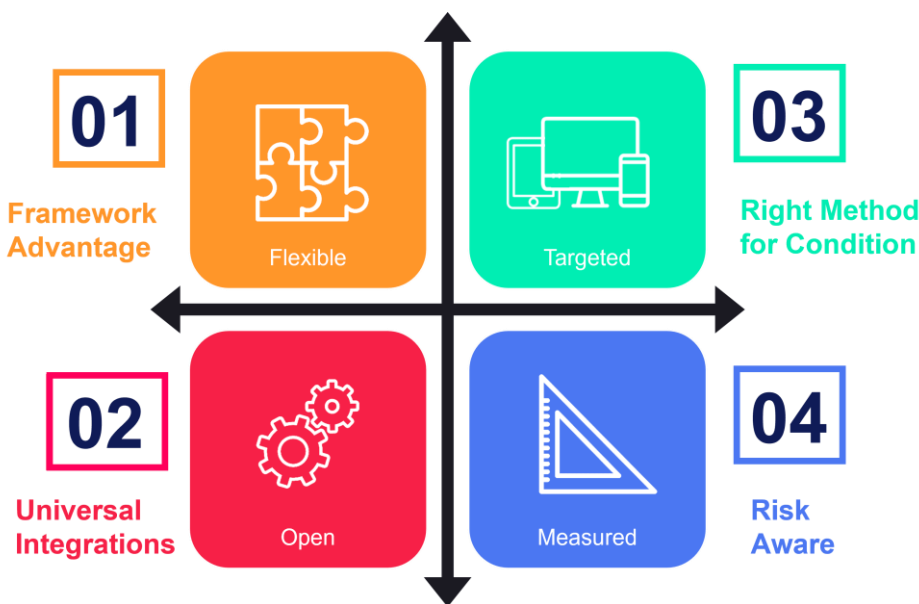 01
Framework
Advantage
Flexible
03
Right Method
for Condition
Targeted
02
Universal
Integrations
Open
04
Risk
Aware
Measured